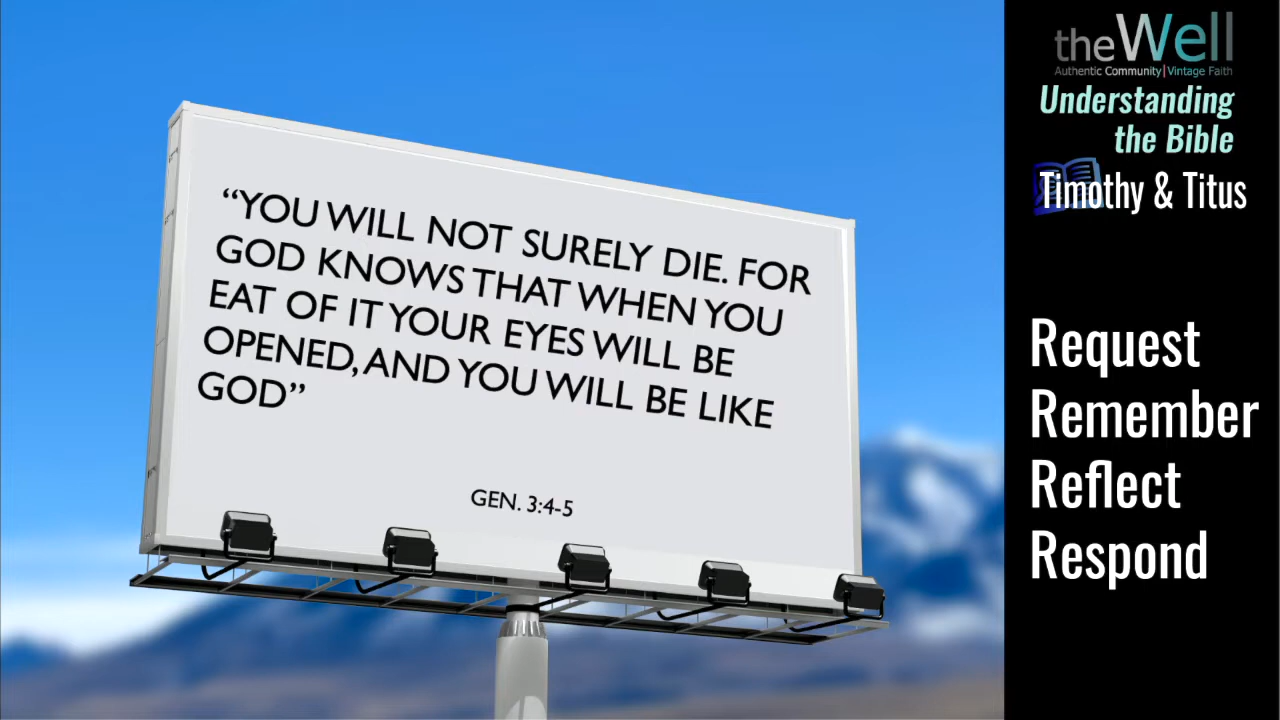 “YOU WILL NOT SURELY DIE. FOR
GOD KNOWS THAT WHEN YOU
EAT OF IT YOUR EYES WILL BE
OPENED, AND YOU WILL BE LIKE
GOD”
GEN. 3:4-5
theWell
Authentic Community|Vintage Faith
Understanding
the Bible
Timothy & Titus
Request
Remember
Reflect
Respond